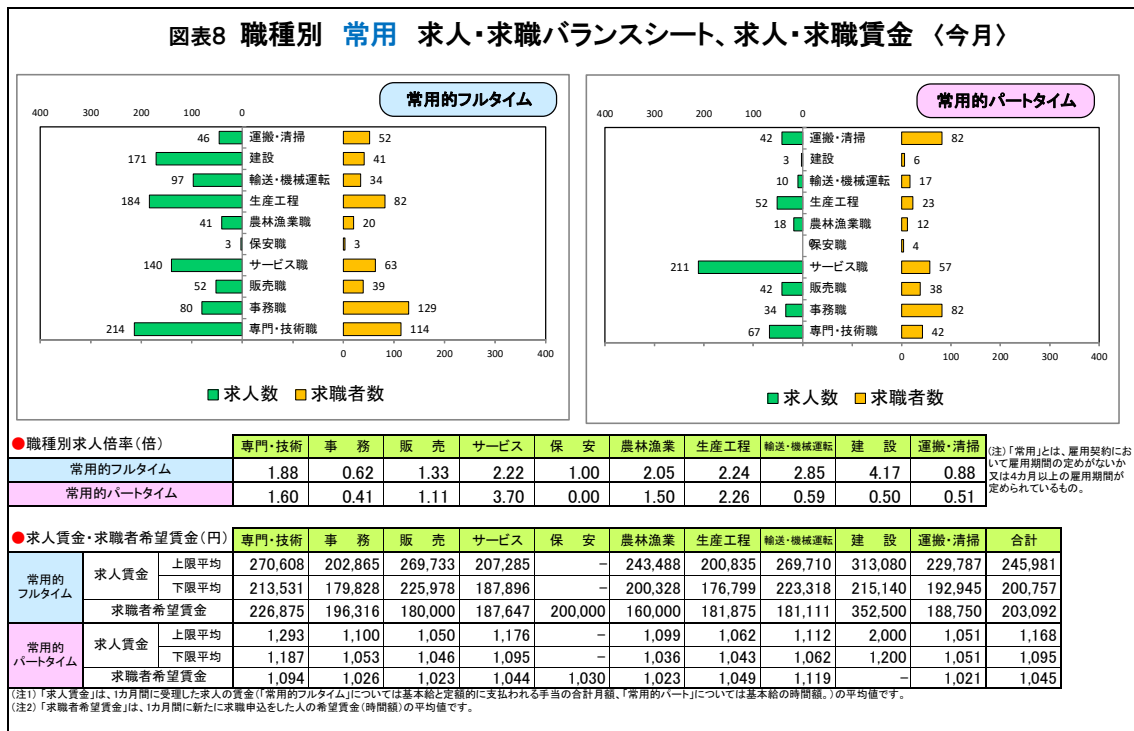 図表8 職種別 常用 求人・求職バランスシート、求人・求職賃金 〈今月〉
常用的フルタイム
400 300 200 100 0
46 運搬・清掃 52
171 建設 41
97 輸送・機械運転 34
184 生産工程 82
41 農林漁業職 20
3 保安職 3
140 サービス職 63
52 販売職 39
80 事務職 129
214 専門・技術職 114
0 100 200 300 400
求人数 求職者数
常用的パートタイム
400 300 200 100 0
42 運搬・清掃 82
3 建設 6
10 輸送・機械運転 17
52 生産工程 23
18 農林漁業職 12
0 保安職 4
211 サービス職 57
42 販売職 38
34 事務職 82
67 専門・技術職 42
0 100 200 300 400
求人数 求職者数
●職種別求人倍率(倍) 専門・技術 事 務 販 売 サービス 保 安 農林漁業 生産工程 輸送・機械運転 建 設 運搬・清掃
常用的フルタイム 1.88 0.62 1.33 2.22 1.00 2.05 2.24 2.85 4.17 0.88
常用的パートタイム 1.60 0.41 1.11 3.70 0.00 1.50 2.26 0.59 0.50 0.51
(注)「常用」とは、雇用契約にお
いて雇用期間の定めがないか
又は4カ月以上の雇用期間が
定められているもの。
●求人賃金・求職者希望賃金(円) 専門・技術 事 務 販 売 サービス 保 安 農林漁業 生産工程 輸送・機械運転 建 設 運搬・清掃 合計
常用的
フルタイム
求人賃金
上限平均 270,608 202,865 269,733 207,285 － 243,488 200,835 269,710 313,080 229,787 245,981
下限平均 213,531 179,828 225,978 187,896 － 200,328 176,799 223,318 215,140 192,945 200,757
求職者希望賃金 226,875 196,316 180,000 187,647 200,000 160,000 181,875 181,111 352,500 188,750 203,092
常用的
パートタイム
求人賃金
上限平均 1,293 1,100 1,050 1,176 － 1,099 1,062 1,112 2,000 1,051 1,168
下限平均 1,187 1,053 1,046 1,095 － 1,036 1,043 1,062 1,200 1,051 1,095
求職者希望賃金 1,094 1,026 1,023 1,044 1,030 1,023 1,049 1,119 － 1,021 1,045
(注1)「求人賃金」は、1カ月間に受理した求人の賃金(「常用的フルタイム」については基本給と定額的に支払われる手当の合計月額、「常用的パート」については基本給の時間額。)の平均値です。
(注2)「求職者希望賃金」は、1カ月間に新たに求職申込をした人の希望賃金(時間額)の平均値です。